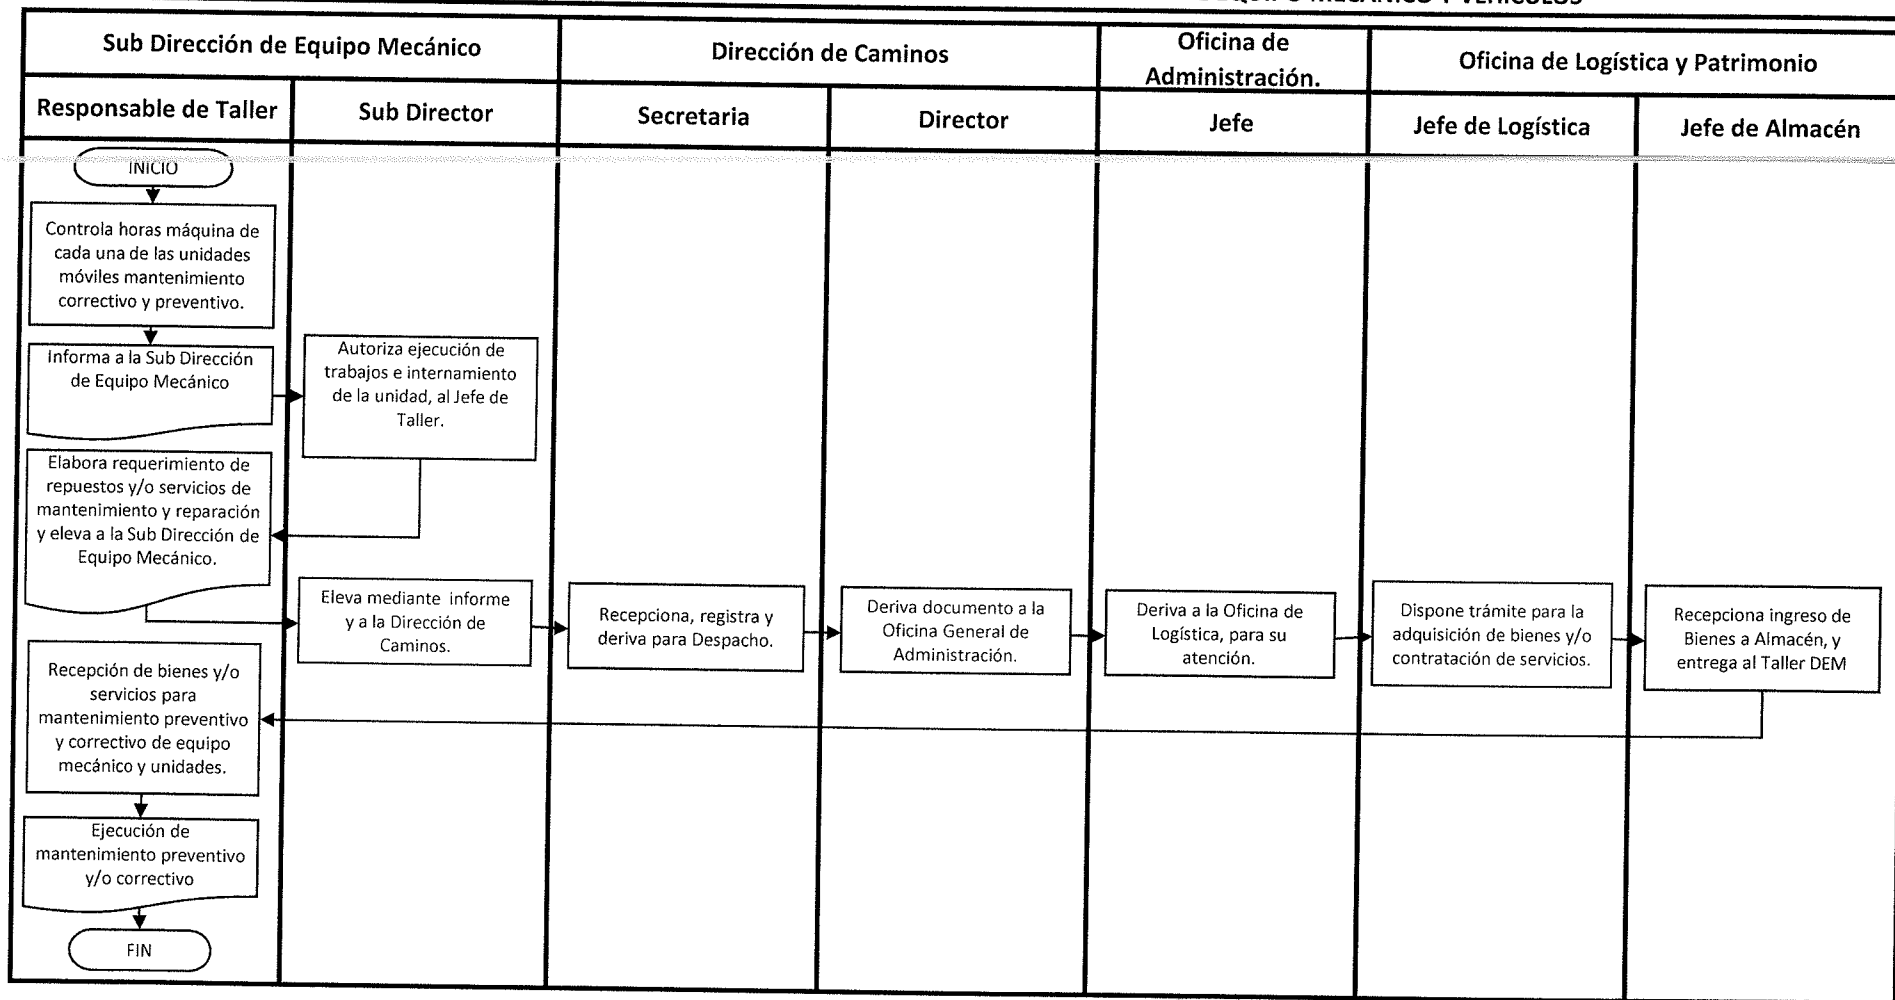 MECÁNICO Y VEHÍCULOS
Sub Dirección de Equipo Mecánico
Dirección de Caminos
Oficina de
Administración.
Oficina de Logística y Patrimonio
Responsable de Taller
Sub Director
Secretaria
Director
Jefe
Jefe de Logística
Jefe de Almacén
INICIO
Controla horas máquina de
cada una de las unidades
móviles mantenimiento
correctivo y preventivo.
Informa a la Sub Dirección
de Equipo Mecánico
Autoriza ejecución de
trabajos e internamiento
de la unidad, al Jefe de
Taller.
Elabora requerimiento de
repuestos y/o servicios de
mantenimiento y reparación
y eleva a la Sub Dirección de
Equipo Mecánico.
Eleva mediante informe
y a la Dirección de
Caminos.
Recepciona, registra y
deriva para Despacho.
Deriva documento a la
Oficina General de
Administración.
Deriva a la Oficina de
Logística, para su
atención.
Dispone trámite para la
adquisición de bienes y/o
contratación de servicios.
Recepciona ingreso de
Bienes a Almacén, y
entrega al Taller DEM
Recepción de bienes y/o
servicios para
mantenimiento preventivo
y correctivo de equipo
mecánico y unidades.
Ejecución de
mantenimiento preventivo
y/o correctivo
FIN